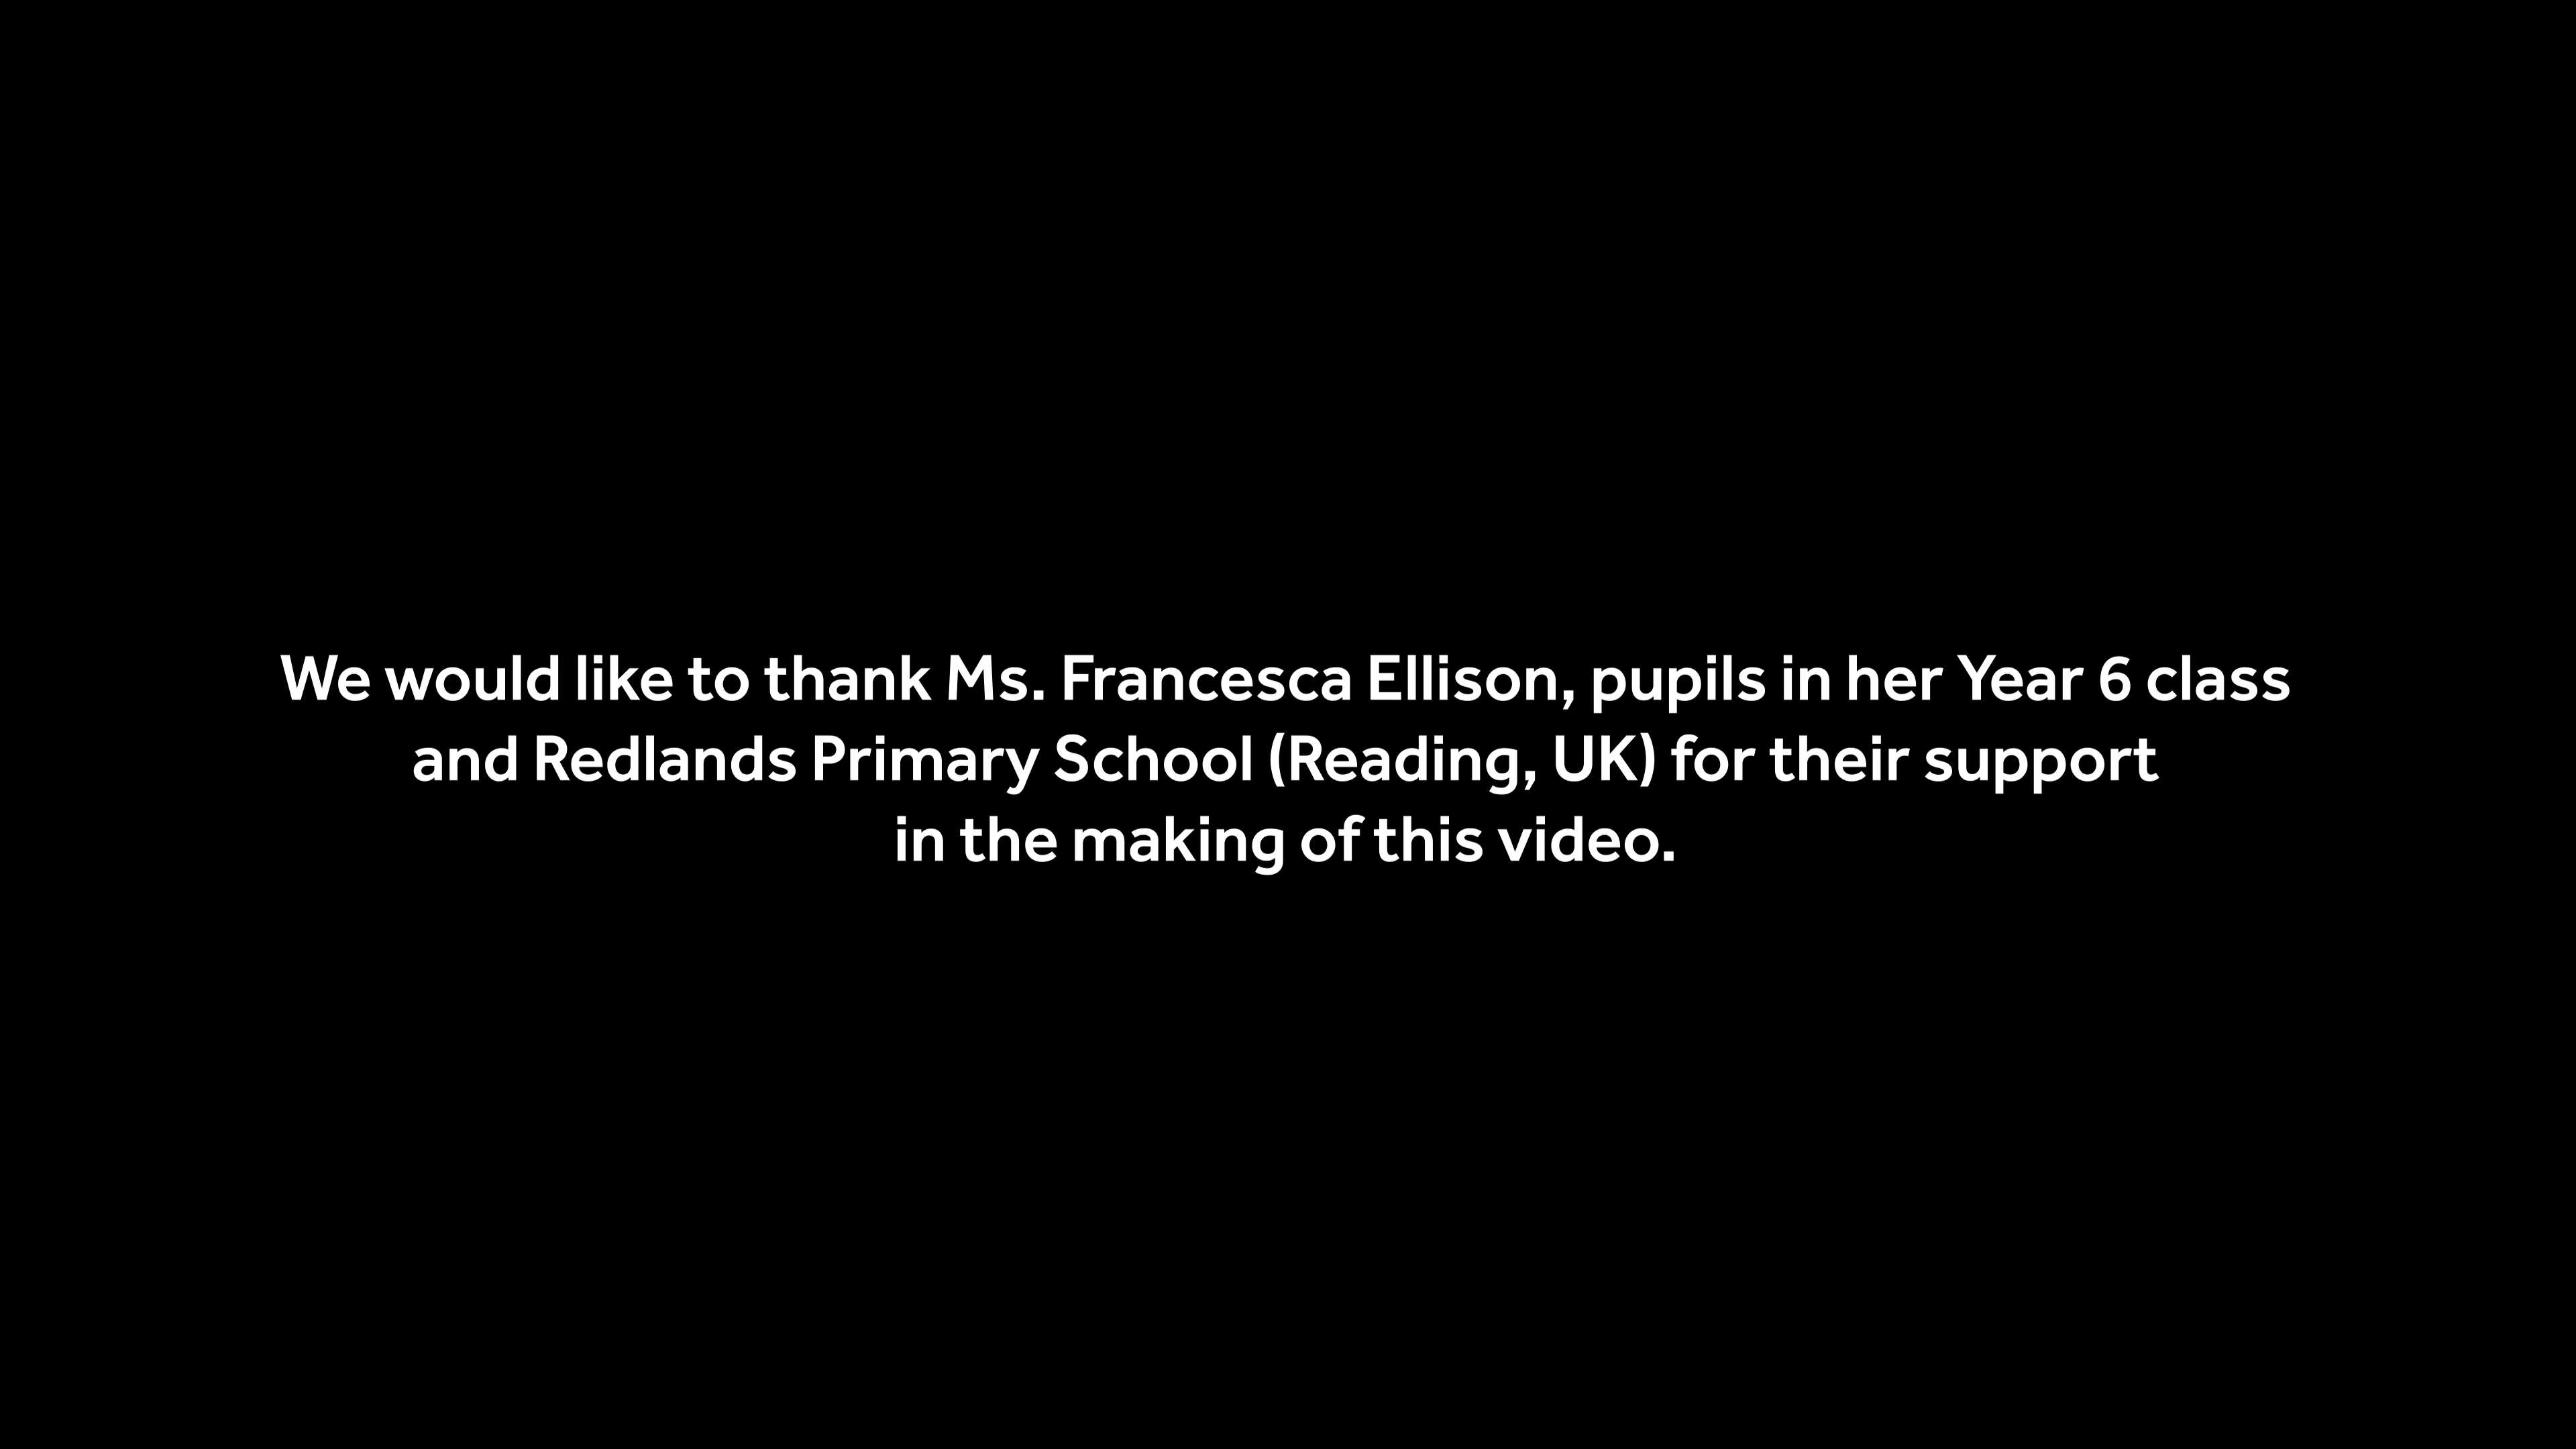 We would like to thank Ms. Francesca Ellison, pupils in her Year 6 class
and Redlands Primary School (Reading, UK) for their support
in the making of this video.